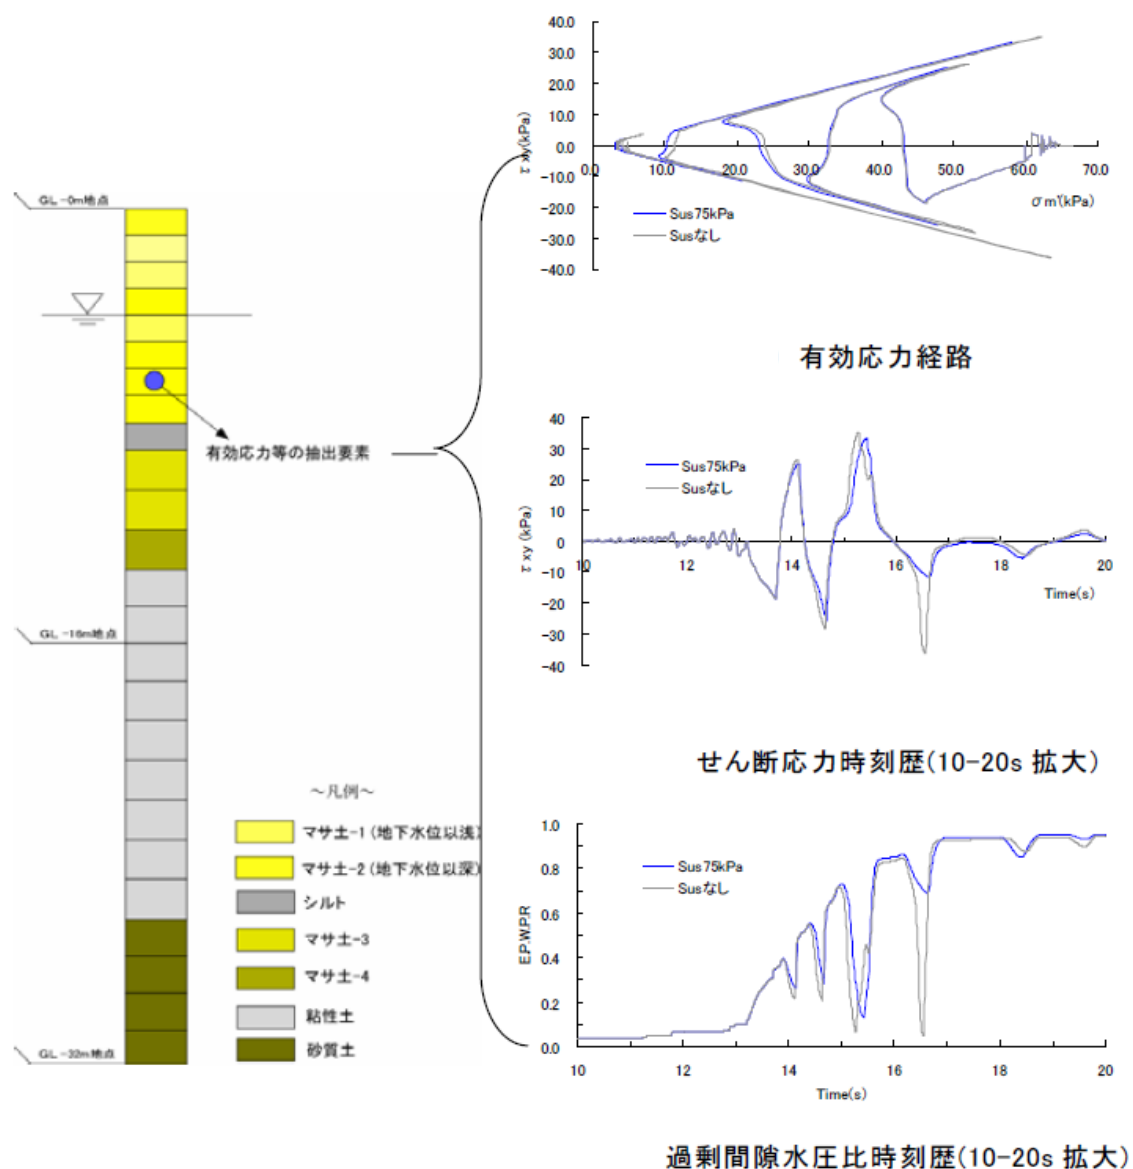 40.0
30.0
20.0
10.0
0.0
-10.0
-20.0
-30.0
-40.0
τ xy(kPa)
0.0 10.0 20.0 30.0 40.0 50.0 60.0 70.0
σm'(kPa)
Sus75kPa
Susなし
有効応力経路
GL -0m地点
有効応力等の抽出要素
GL -16m地点
GL -32m地点
40
30
20
10
0
-10
-20
-30
-40
τ xy (kPa)
Sus75kPa
Susなし
10 12 14 16 18 20
Time(s)
せん断応力時刻歴(10-20s 拡大)
~凡例~
マサ土-1 (地下水位以浅)
マサ土-2 (地下水位以深)
シルト
マサ土-3
マサ土-4
粘性土
砂質土
1.0
0.8
0.6
0.4
0.2
0.0
E.P.W.P.R
Sus75kPa
Susなし
10 12 14 16 18 20
Time(s)
過剰間隙水圧比時刻歴(10-20s 拡大)